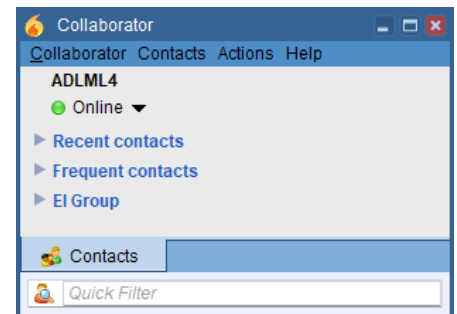 Collaborator
Collaborator Contacts Actions Help
ADLML4
Online
Recent contacts
Frequent contacts
EI Group
Contacts
Quick Filter